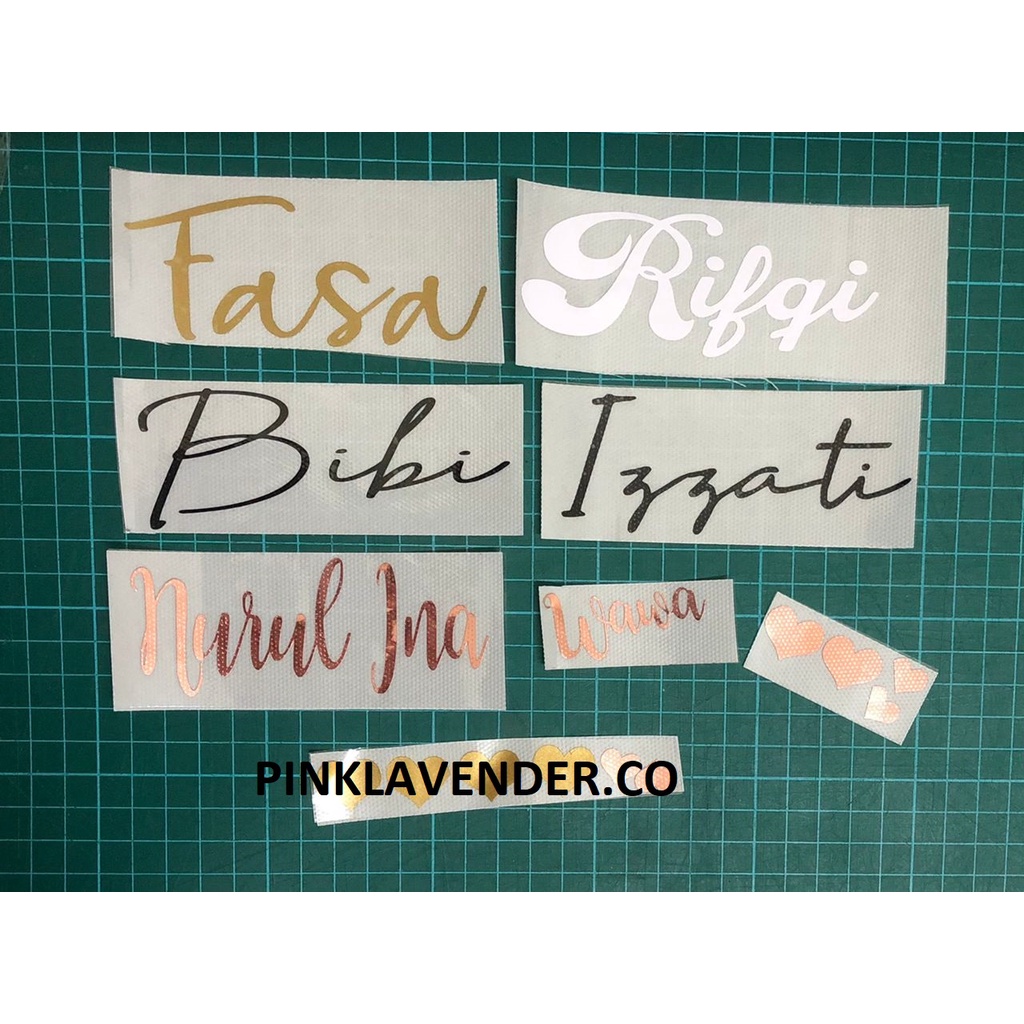 Fasa
Rifqi
Bibi
Izzati
Nurul Ina
Wawa
PINKLAVENDER.CO